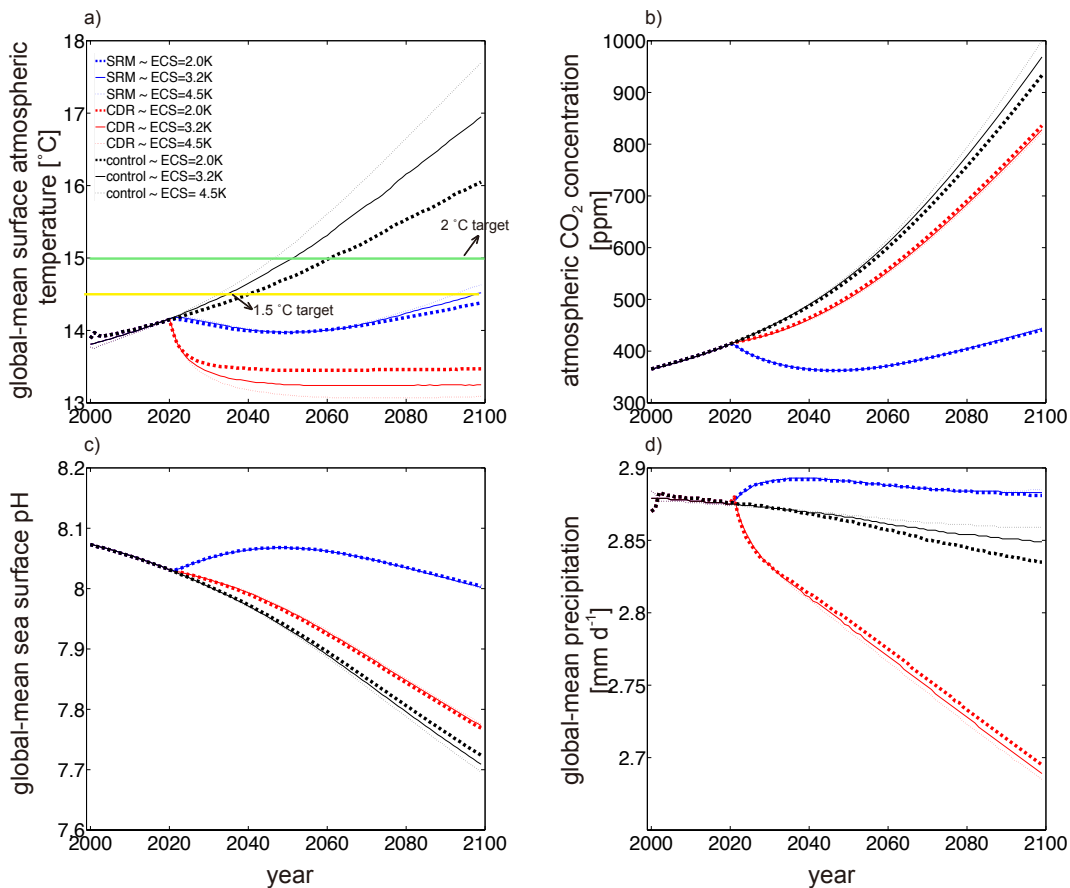 a)
global-mean surface atmospheric
temperature [˚C]
18
17
16
15
14
13
SRM ~ ECS=2.0K
SRM ~ ECS=3.2K
SRM ~ ECS=4.5K
CDR ~ ECS=2.0K
CDR ~ ECS=3.2K
CDR ~ ECS=4.5K
control ~ ECS=2.0K
control ~ ECS=3.2K
control ~ ECS= 4.5K
2 ˚C target
1.5 ˚C target
2000 2020 2040 2060 2080 2100
b)
atmospheric CO2 concentration
[ppm]
1000
900
800
700
600
500
400
300
2000 2020 2040 2060 2080 2100
c)
global-mean sea surface pH
8.2
8.1
8
7.9
7.8
7.7
7.6
2000 2020 2040 2060 2080 2100
year
d)
global-mean precipitation
[mm d-1]
2.9
2.85
2.8
2.75
2.7
2000 2020 2040 2060 2080 2100
year